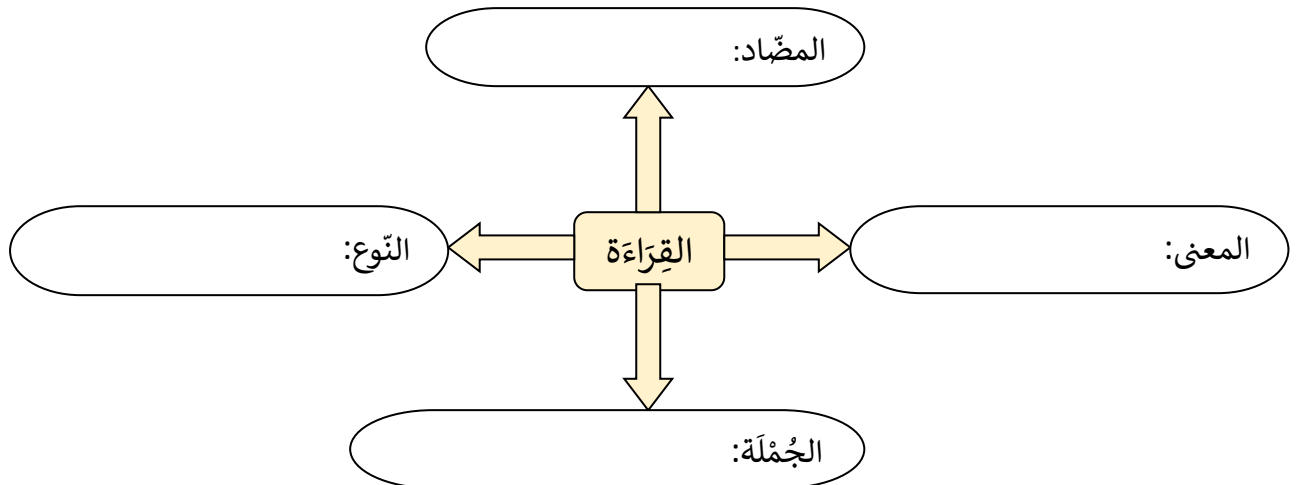 المضّاد:
المعنى:
القِرَاءَة
النّوع:
الجُمْلَة: